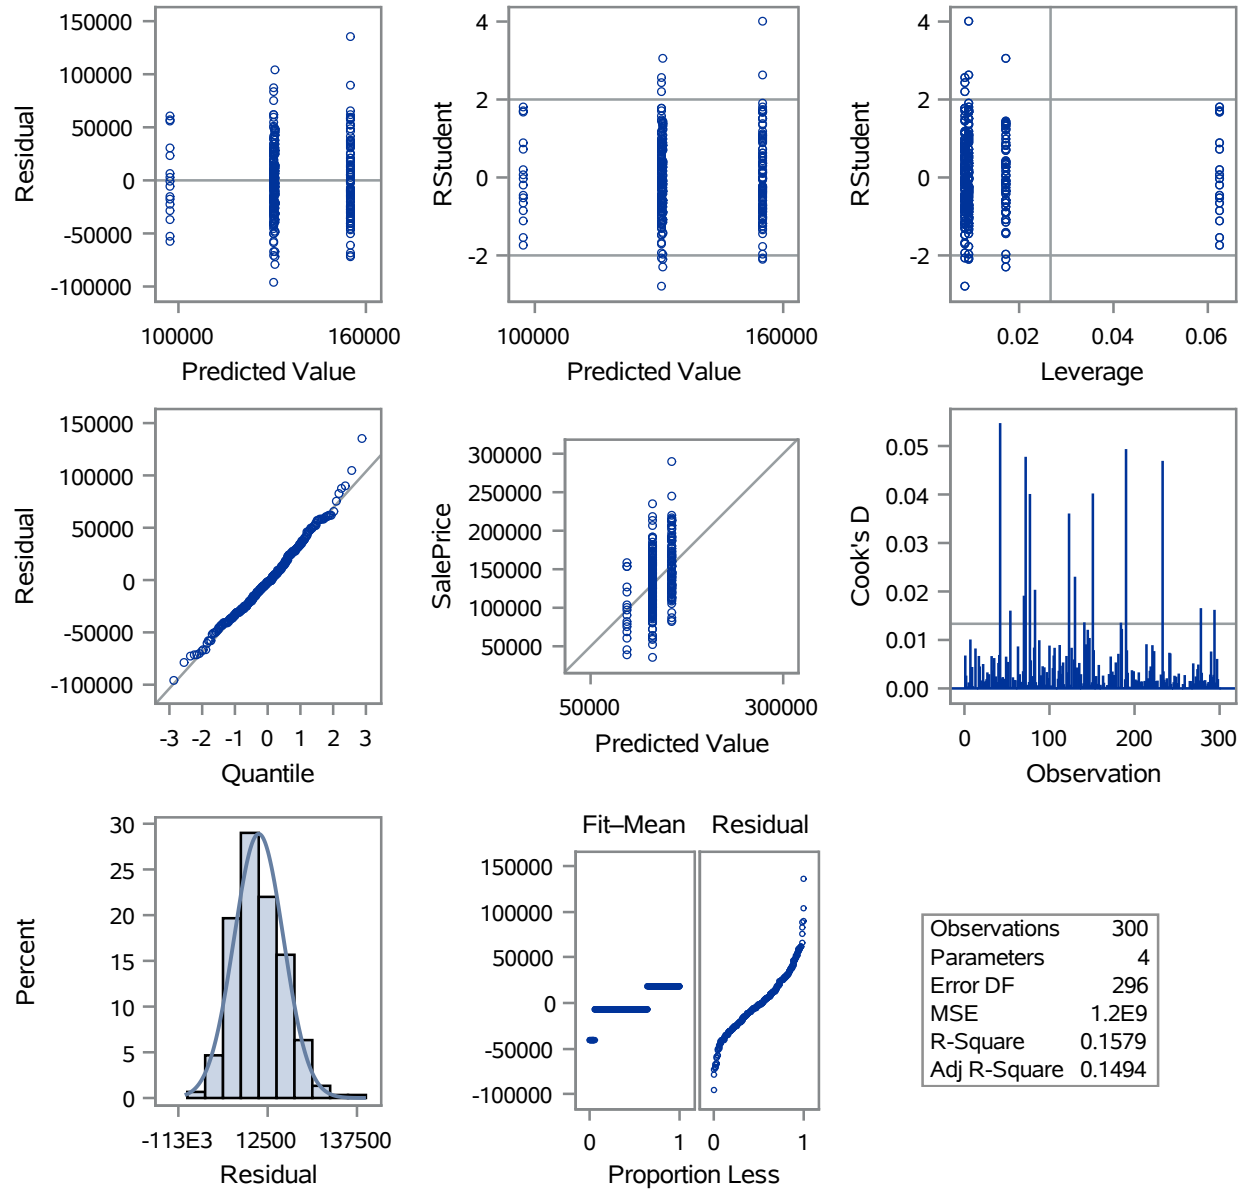 150000
100000
50000
0
-50000
-100000
Residual
100000 160000
Predicted Value
4
2
0
-2
RStudent
100000 160000
Predicted Value
4
2
0
-2
RStudent
0.02 0.04 0.06
Leverage
150000
100000
50000
0
-50000
-100000
Residual
-3 -2 -1 0 1 2 3
Quantile
300000
250000
200000
150000
100000
50000
SalePrice
50000 300000
Predicted Value
0.05
0.04
0.03
0.02
0.01
0.00
Cook's D
0 100 200 300
Observation
30
25
20
15
10
5
0
Percent
-113E3 12500 137500
Residual
Fit–Mean Residual
150000
100000
50000
0
-50000
-100000
0 1 0 1
Proportion Less
Observations 300
Parameters 4
Error DF 296
MSE 1.2E9
R-Square 0.1579
Adj R-Square 0.1494